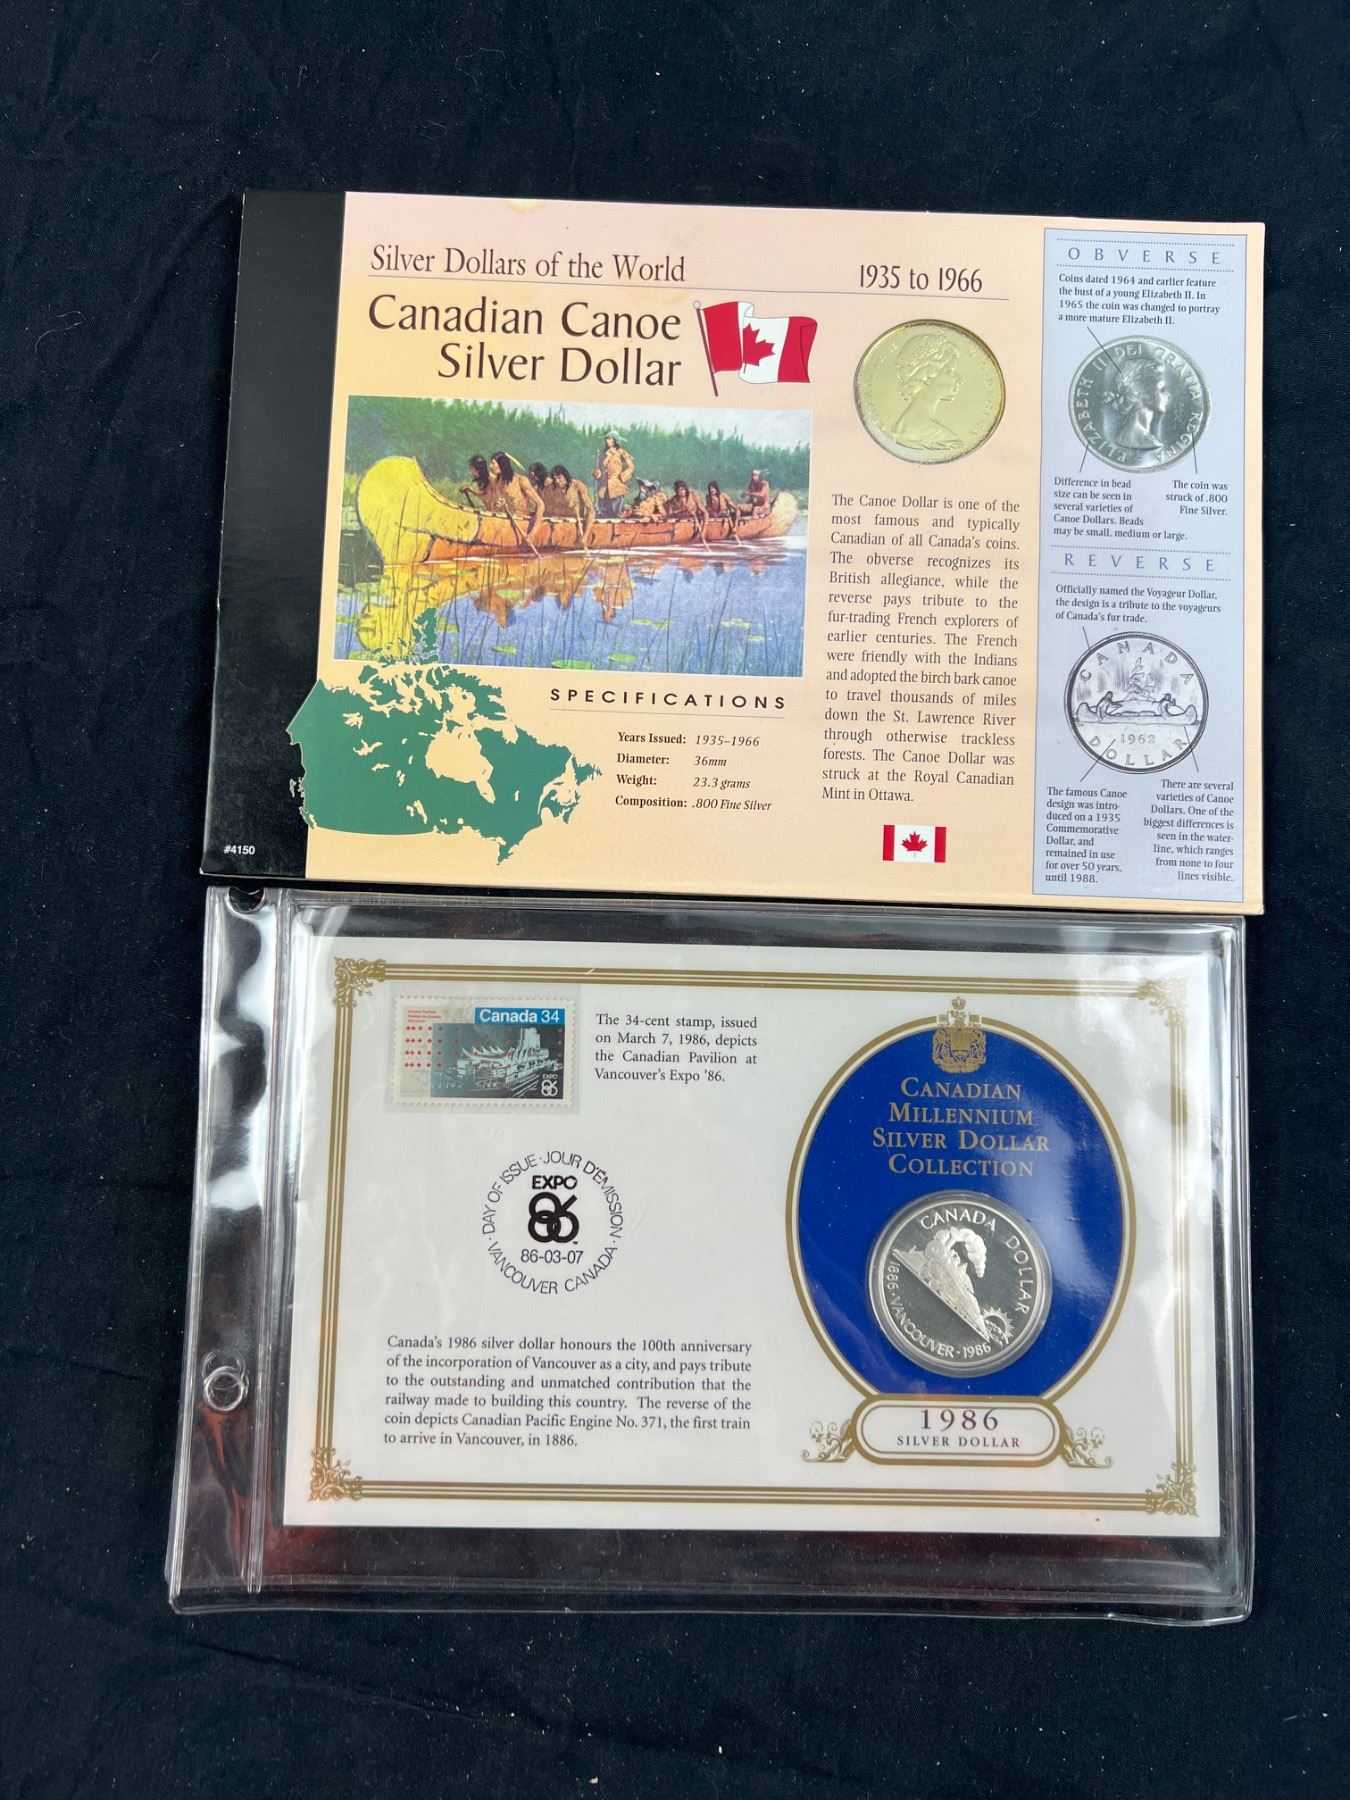 Silver Dollars of the World
1935 to 1966
Canadian Canoe
Silver Dollar
The Canoe Dollar is one of the
most famous and typically
Canadian of all Canada's coins.
The obverse recognizes its
British allegiance, while the
reverse pays tribute to the
fur-trading French explorers of
earlier centuries. The French
were friendly with the Indians
and adopted the birch bark canoe
to travel thousands of miles
down the St. Lawrence River
through otherwise trackless
forests. The Canoe Dollar was
struck at the Royal Canadian
Mint in Ottawa.
SPECIFICATIONS
Years Issued: 1935–1966
Diameter: 36mm
Weight: 23.3 grams
Composition: .800 Fine Silver
#4150
OBVERSE
Coins dated 1964 and earlier feature
the bust of a young Elizabeth II. In
1965 the coin was changed to portray
a more mature Elizabeth II.
ELIZABETH II DEI GRATIA REGINA
Difference in bead
size can be seen in
several varieties of
Canoe Dollars. Beads
may be small, medium or large.
The coin was
struck of .800
Fine Silver.
REVERSE
Officially named the Voyageur Dollar,
the design is a tribute to the voyageurs
of Canada's fur trade.
CANADA
1962
DOLLAR
The famous Canoe
design was intro-
duced on a 1935
Commemorative
Dollar, and
remained in use
for over 50 years,
until 1988.
There are several
varieties of Canoe
Dollars. One of the
biggest differences is
seen in the water-
line, which ranges
from none to four
lines visible.
Canada 34
EXPO
86
The 34-cent stamp, issued
on March 7, 1986, depicts
the Canadian Pavilion at
Vancouver's Expo '86.
DAY OF ISSUE · JOUR D'ÉMISSION
EXPO
86
86-03-07
VANCOUVER CANADA
Canada's 1986 silver dollar honours the 100th anniversary
of the incorporation of Vancouver as a city, and pays tribute
to the outstanding and unmatched contribution that the
railway made to building this country. The reverse of the
coin depicts Canadian Pacific Engine No. 371, the first train
to arrive in Vancouver, in 1886.
CANADIAN
MILLENNIUM
SILVER DOLLAR
COLLECTION
CANADA DOLLAR
1886 · VANCOUVER · 1986
1986
SILVER DOLLAR